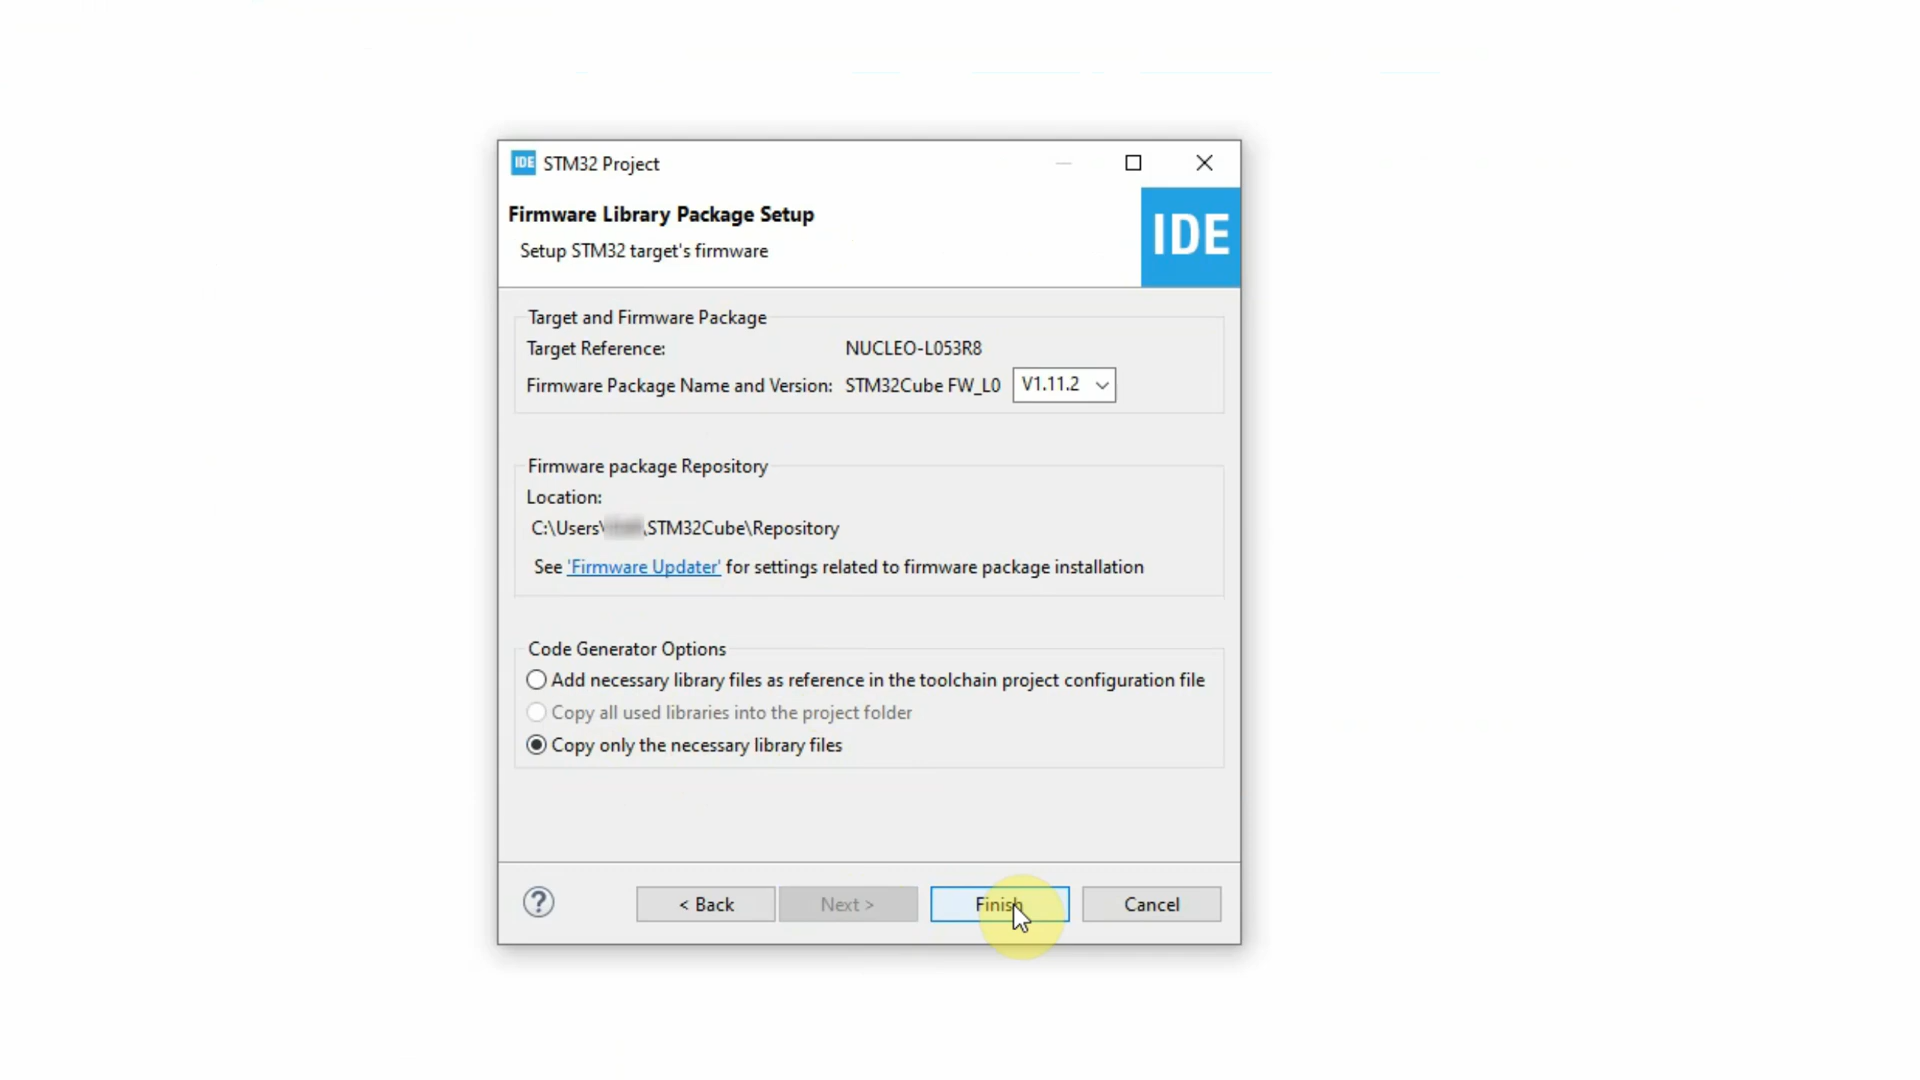 IDE STM32 Project
Firmware Library Package Setup
Setup STM32 target's firmware
IDE
Target and Firmware Package
Target Reference: NUCLEO-L053R8
Firmware Package Name and Version: STM32Cube FW_L0 V1.11.2
Firmware package Repository
Location:
C:\Users\ \STM32Cube\Repository
See 'Firmware Updater' for settings related to firmware package installation
Code Generator Options
Add necessary library files as reference in the toolchain project configuration file
Copy all used libraries into the project folder
Copy only the necessary library files
? < Back Next > Finish Cancel